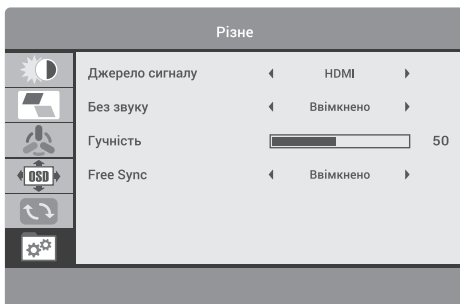 Різне
Джерело сигналу HDMI
Без звуку Ввімкнено
Гучність 50
Free Sync Ввімкнено
OSD